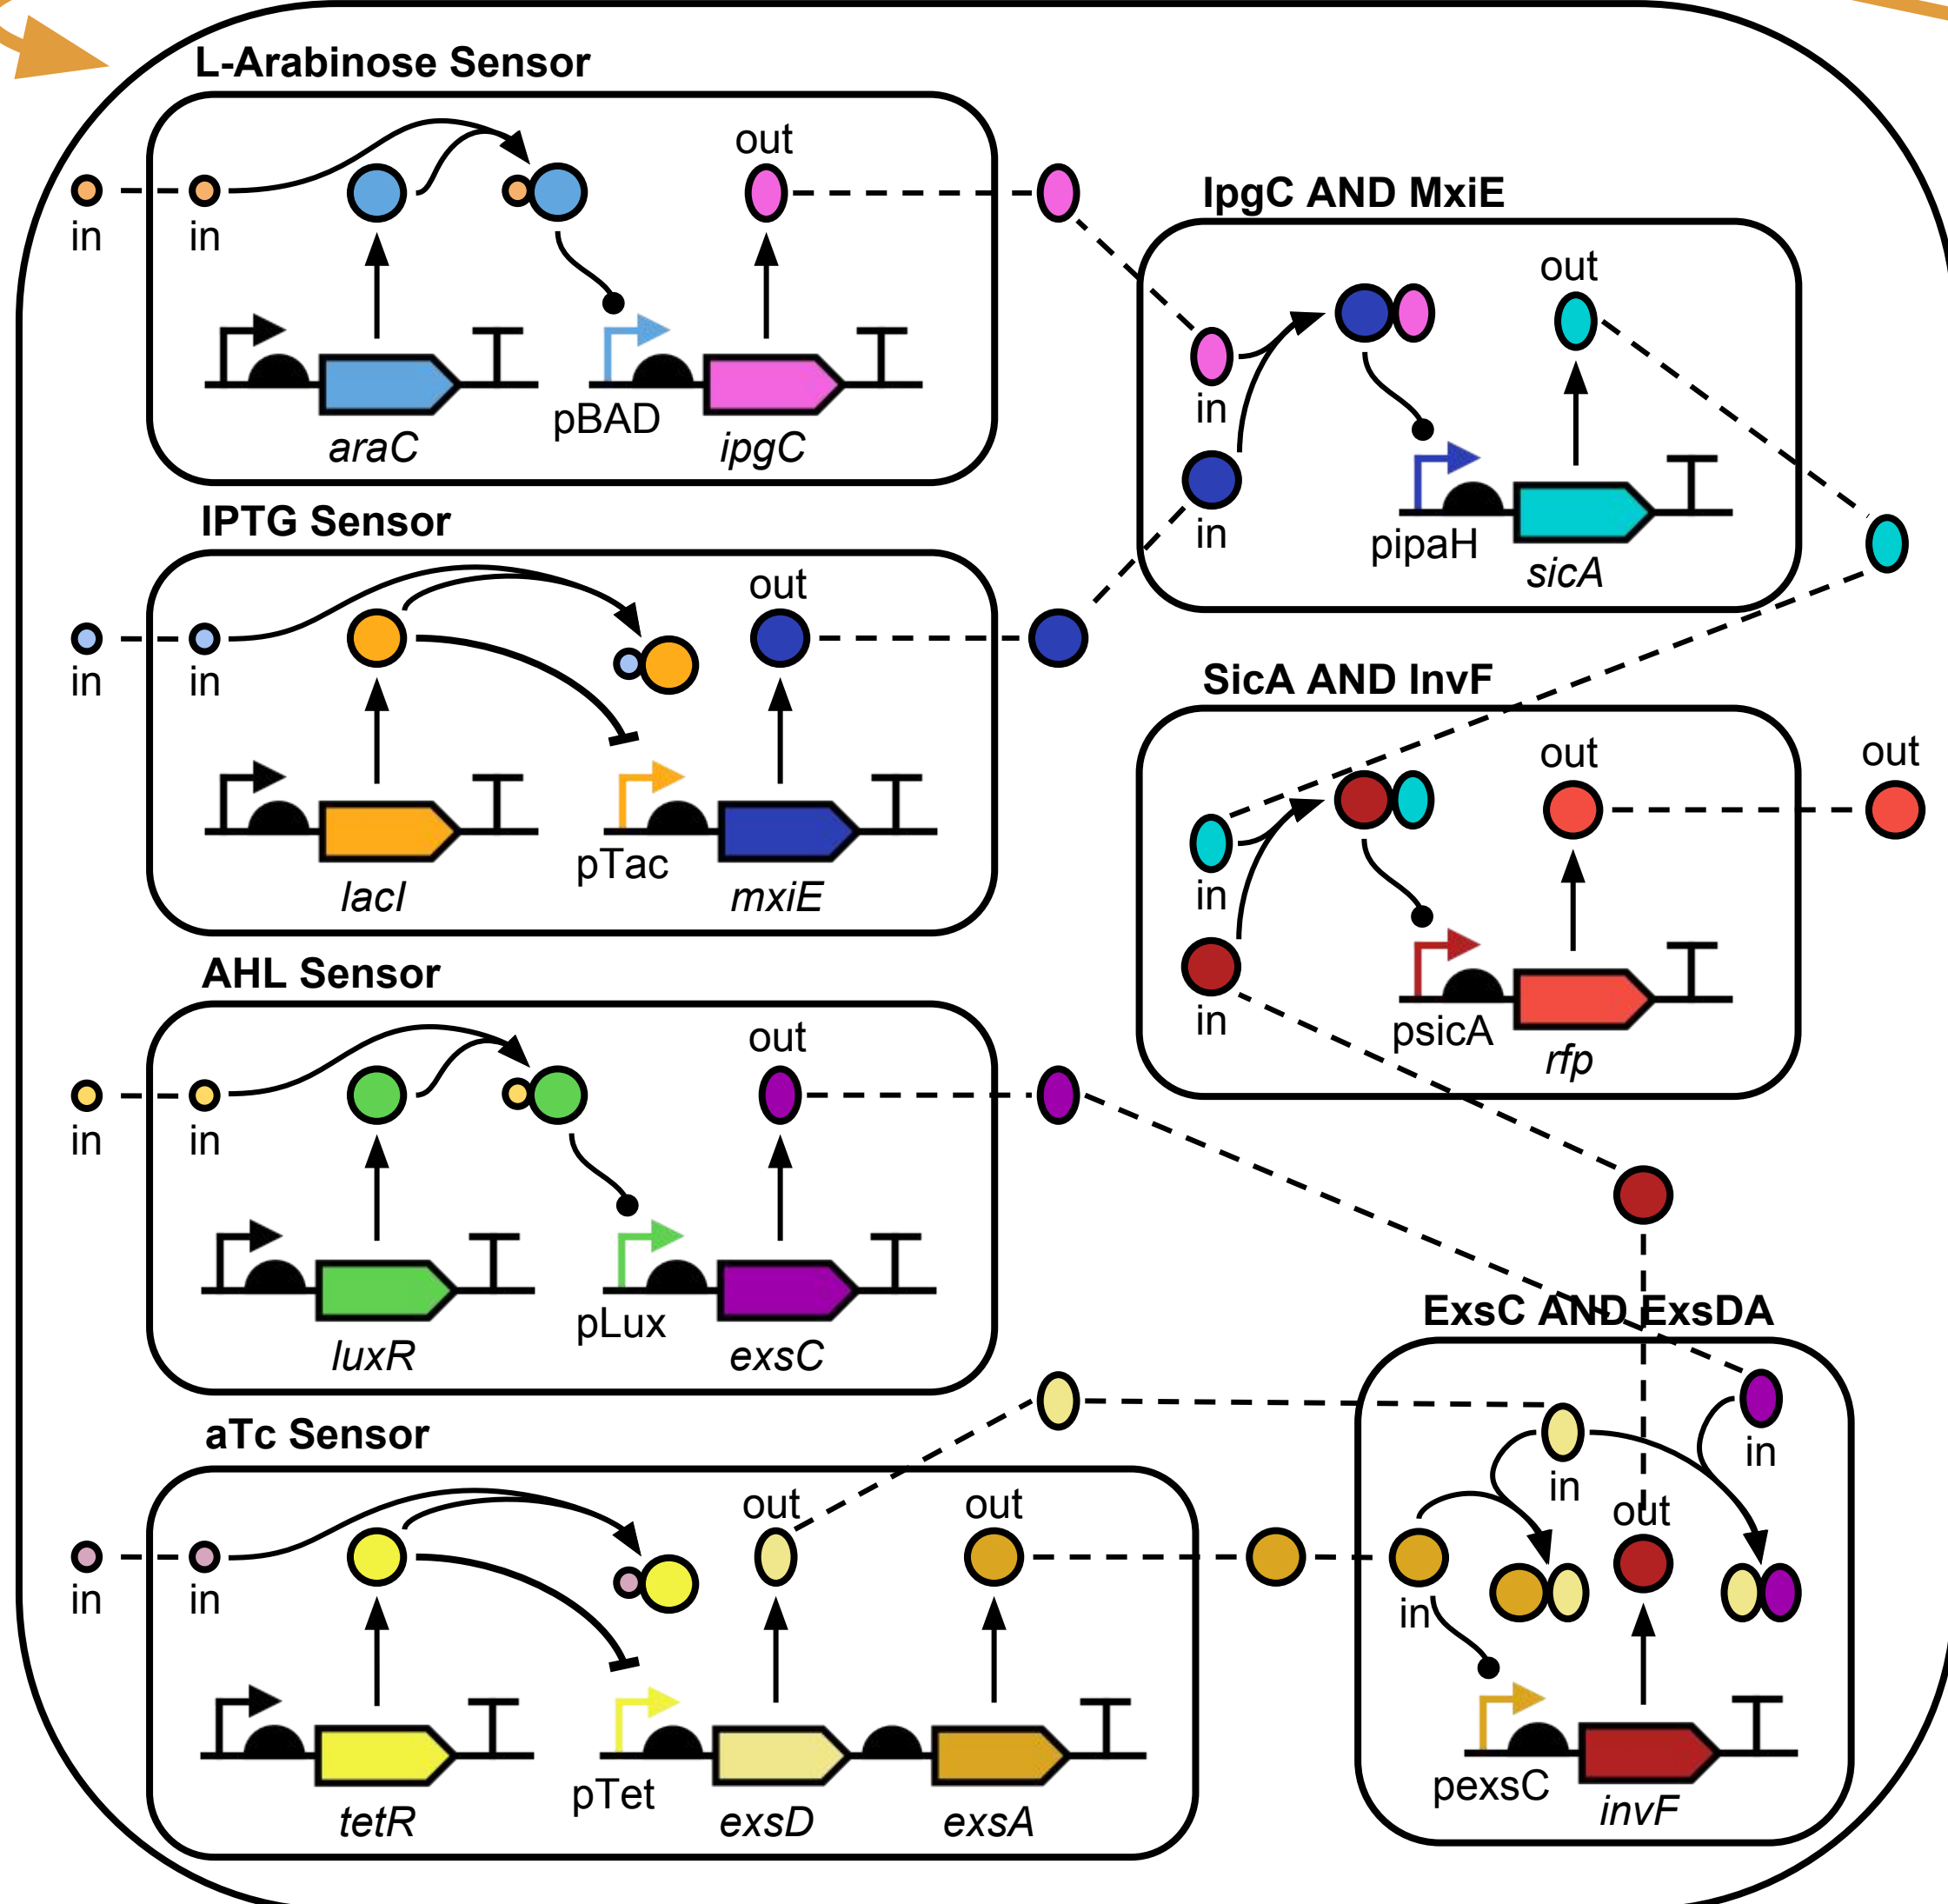 L-Arabinose Sensor
in
in
out
araC
pBAD
ipgC
IPTG Sensor
in
in
out
lacI
pTac
mxiE
AHL Sensor
in
in
out
luxR
pLux
exsC
aTc Sensor
in
in
out
out
tetR
pTet
exsD
exsA
IpgC AND MxiE
in
in
out
pipaH
sicA
SicA AND InvF
in
in
out
out
psicA
rfp
ExsC AND ExsDA
in
in
in
out
pexsC
invF